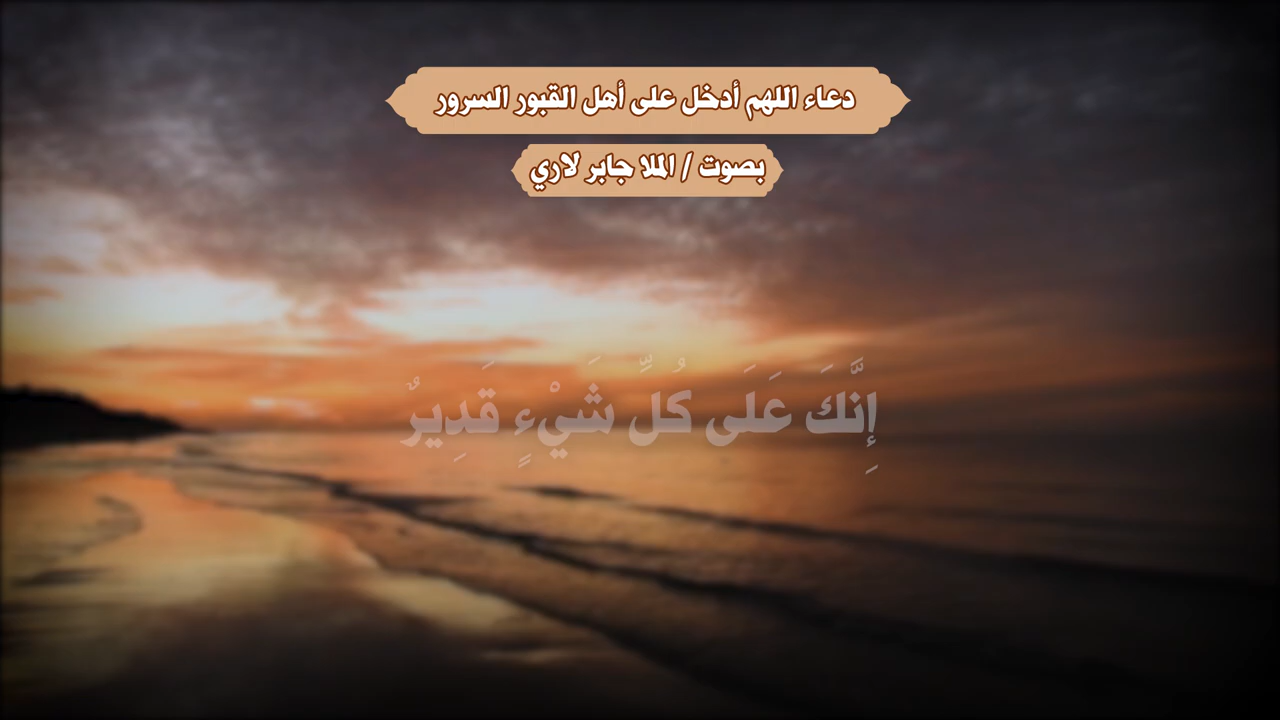 دعاء اللهم أدخل على أهل القبور السرور
بصوت / الملا جابر لاري
إِنَّكَ عَلَى كُلِّ شَيْءٍ قَدِيرٌ